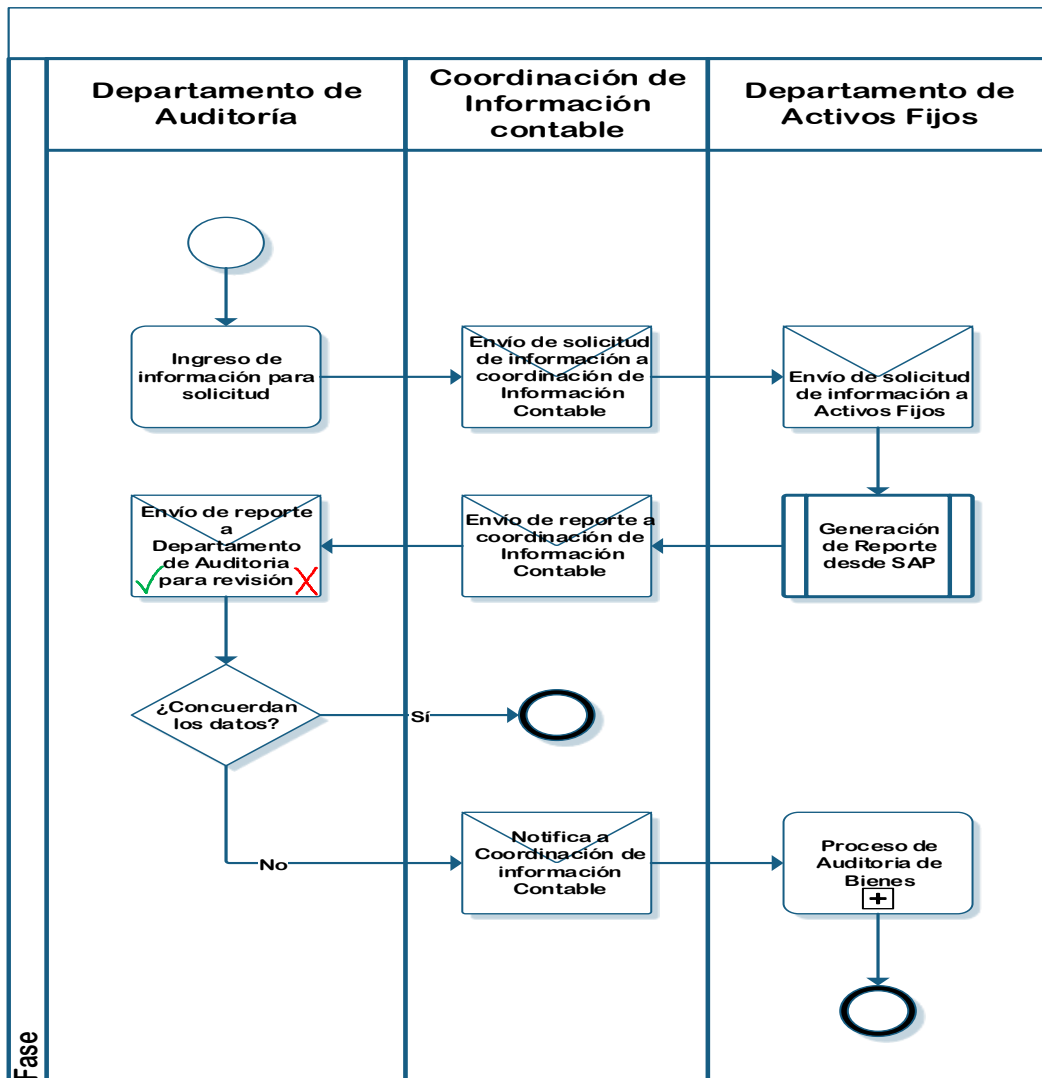 Departamento de
Auditoría
Coordinación de
Información
contable
Departamento de
Activos Fijos
Ingreso de
información para
solicitud
Envío de solicitud
de información a
coordinación de
Información
Contable
Envío de solicitud
de información a
Activos Fijos
Envío de reporte
a
Departamento
de Auditoria
para revisión
Envío de reporte a
coordinación de
Información
Contable
Generación
de Reporte
desde SAP
¿Concuerdan
los datos?
Sí
No
Notifica a
Coordinación de
información
Contable
Proceso de
Auditoria de
Bienes
Fase